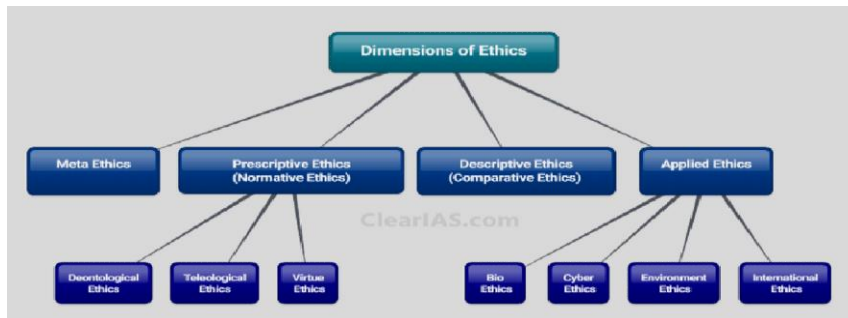 Dimensions of Ethics
Meta Ethics
Prescriptive Ethics
(Normative Ethics)
Descriptive Ethics
(Comparative Ethics)
Applied Ethics
ClearIAS.com
Deontological
Ethics
Teleological
Ethics
Virtue
Ethics
Bio
Ethics
Cyber
Ethics
Environment
Ethics
International
Ethics